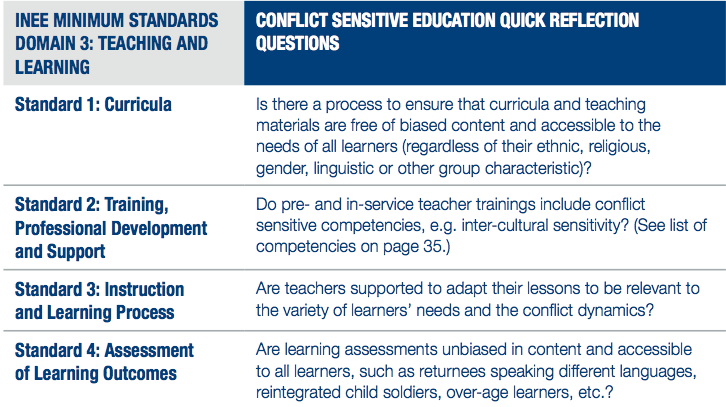 INEE MINIMUM STANDARDS
DOMAIN 3: TEACHING AND
LEARNING
CONFLICT SENSITIVE EDUCATION QUICK REFLECTION
QUESTIONS
Standard 1: Curricula
Is there a process to ensure that curricula and teaching
materials are free of biased content and accessible to the
needs of all learners (regardless of their ethnic, religious,
gender, linguistic or other group characteristic)?
Standard 2: Training,
Professional Development
and Support
Do pre- and in-service teacher trainings include conflict
sensitive competencies, e.g. inter-cultural sensitivity? (See list of
competencies on page 35.)
Standard 3: Instruction
and Learning Process
Are teachers supported to adapt their lessons to be relevant to
the variety of learners’ needs and the conflict dynamics?
Standard 4: Assessment
of Learning Outcomes
Are learning assessments unbiased in content and accessible
to all learners, such as returnees speaking different languages,
reintegrated child soldiers, over-age learners, etc.?